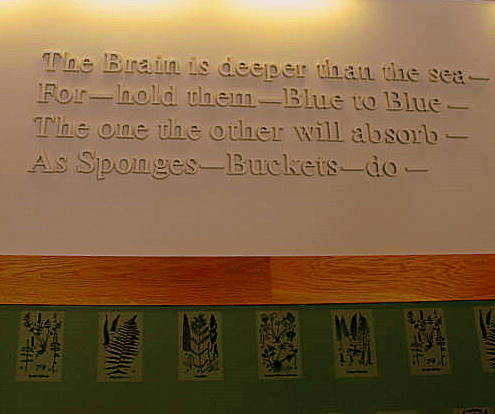 The Brain is deeper than the sea—
For—hold them—Blue to Blue—
The one the other will absorb—
As Sponges—Buckets—do—